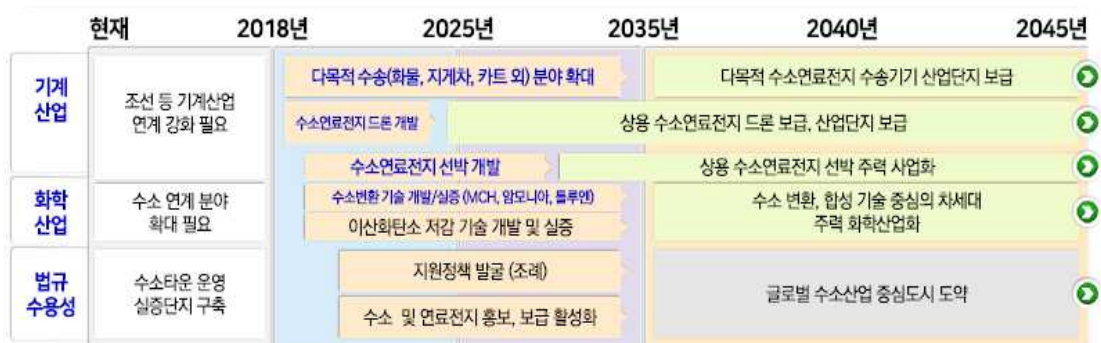 현재 2018년 2025년 2035년 2040년 2045년
기계
산업
조선 등 기계산업
연계 강화 필요
다목적 수송(화물, 지게차, 카트 외) 분야 확대
다목적 수소연료전지 수송기기 산업단지 보급
수소연료전지 드론 개발
상용 수소연료전지 드론 보급, 산업단지 보급
수소연료전지 선박 개발
상용 수소연료전지 선박 주력 사업화
화학
산업
수소 연계 분야
확대 필요
수소변환 기술 개발/실증 (MCH, 암모니아, 톨루엔)
이산화탄소 저감 기술 개발 및 실증
수소 변환, 합성 기술 중심의 차세대
주력 화학산업화
법규
수용성
수소타운 운영
실증단지 구축
지원정책 발굴 (조례)
수소 및 연료전지 홍보, 보급 활성화
글로벌 수소산업 중심도시 도약